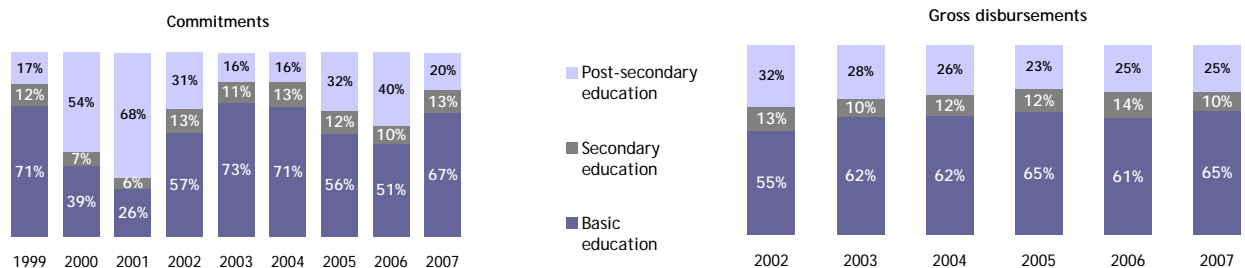 Commitments
17% 54% 68% 31% 16% 16% 32% 40% 20%
12% 7% 6% 13% 11% 13% 12% 10% 13%
71% 39% 26% 57% 73% 71% 56% 51% 67%
1999 2000 2001 2002 2003 2004 2005 2006 2007
Post-secondary
education
Secondary
education
Basic
education
Gross disbursements
32% 28% 26% 23% 25% 25%
13% 10% 12% 12% 14% 10%
55% 62% 62% 65% 61% 65%
2002 2003 2004 2005 2006 2007